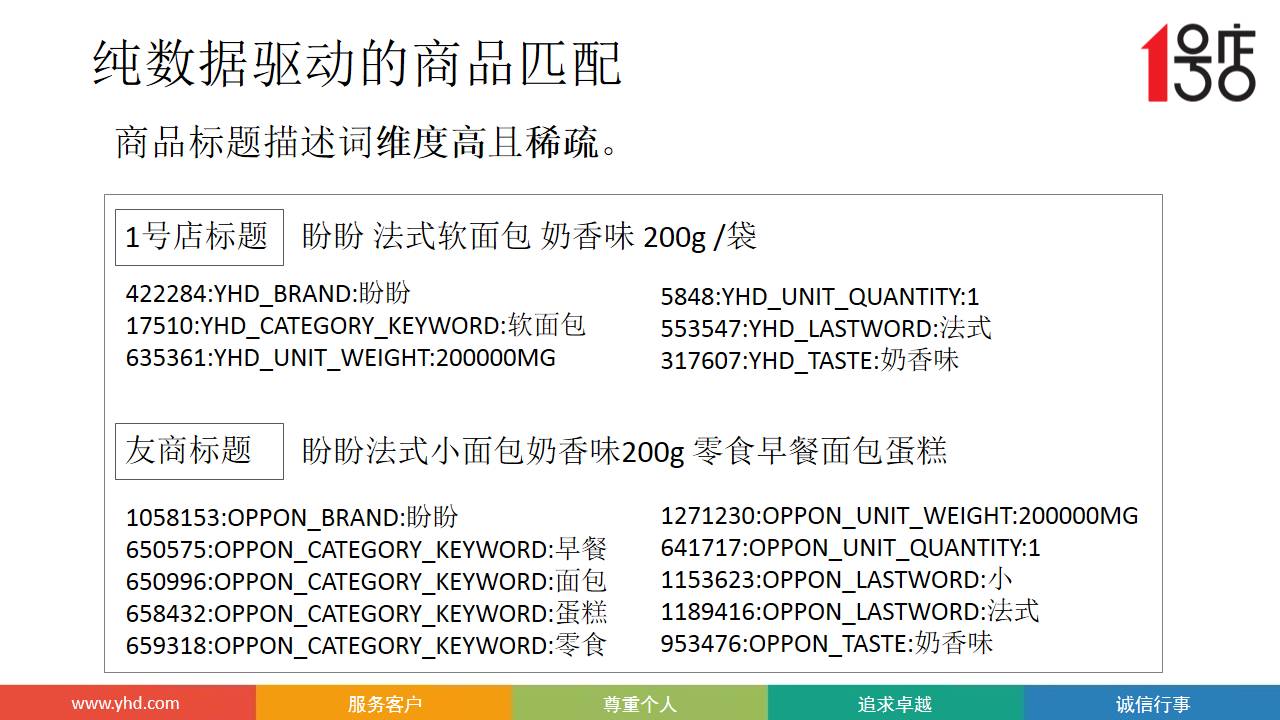 纯数据驱动的商品匹配
1号店
商品标题描述词维度高且稀疏。
1号店标题
盼盼 法式软面包 奶香味 200g /袋
422284:YHD_BRAND:盼盼
17510:YHD_CATEGORY_KEYWORD:软面包
635361:YHD_UNIT_WEIGHT:200000MG
5848:YHD_UNIT_QUANTITY:1
553547:YHD_LASTWORD:法式
317607:YHD_TASTE:奶香味
友商标题
盼盼法式小面包奶香味200g 零食早餐面包蛋糕
1058153:OPPON_BRAND:盼盼
650575:OPPON_CATEGORY_KEYWORD:早餐
650996:OPPON_CATEGORY_KEYWORD:面包
658432:OPPON_CATEGORY_KEYWORD:蛋糕
659318:OPPON_CATEGORY_KEYWORD:零食
1271230:OPPON_UNIT_WEIGHT:200000MG
641717:OPPON_UNIT_QUANTITY:1
1153623:OPPON_LASTWORD:小
1189416:OPPON_LASTWORD:法式
953476:OPPON_TASTE:奶香味
www.yhd.com
服务客户
尊重个人
追求卓越
诚信行事